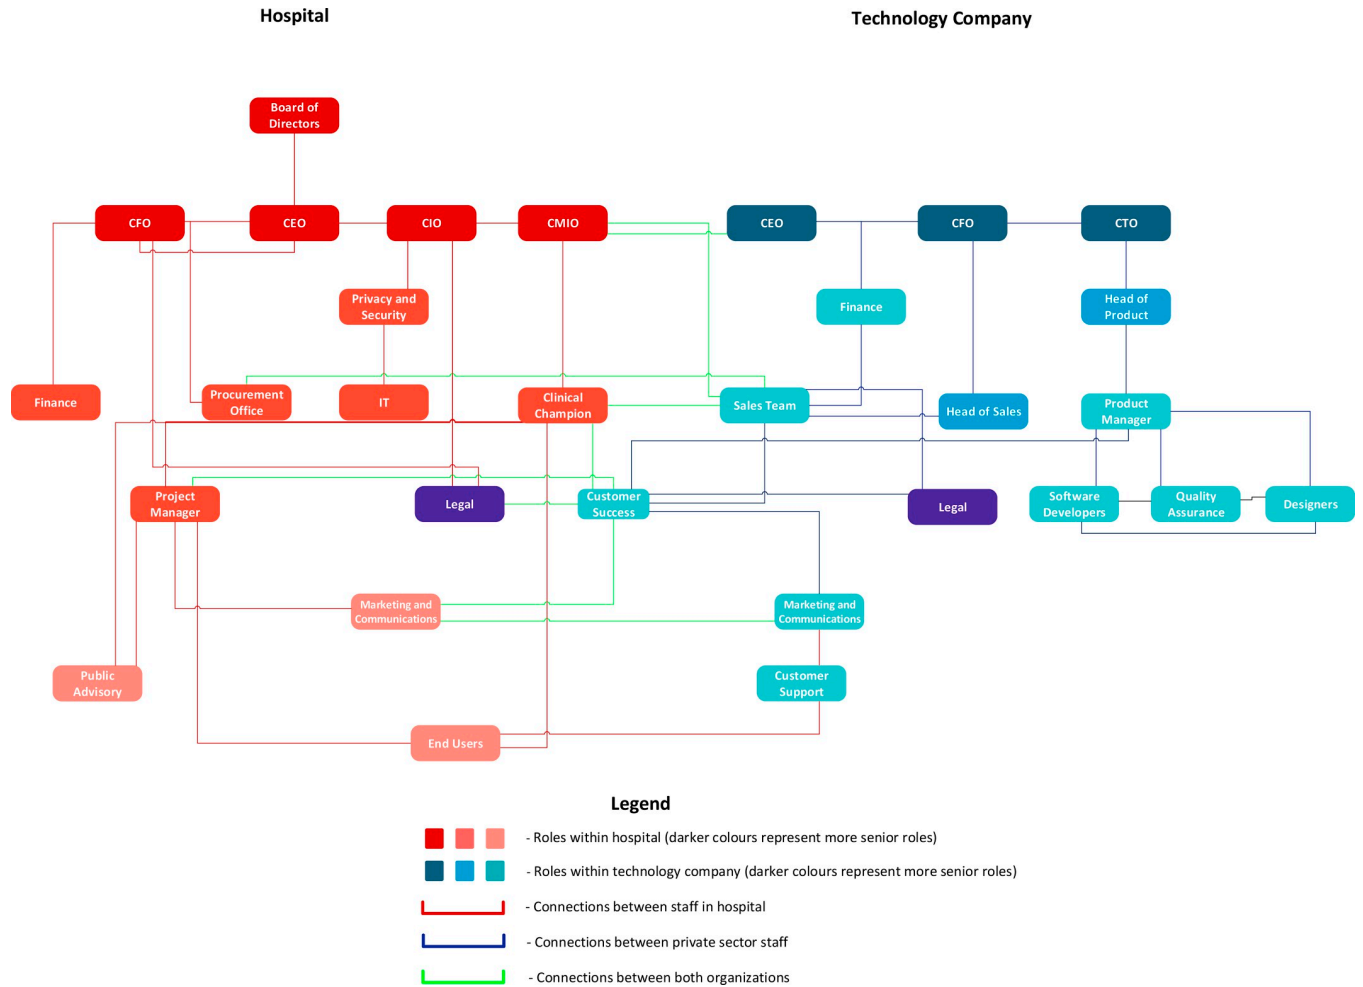 Hospital
Technology Company
Board of
Directors
CFO
CEO
CIO
CMIO
CEO
CFO
CTO
Privacy and
Security
Finance
Head of
Product
Finance
Procurement
Office
IT
Clinical
Champion
Sales Team
Head of Sales
Product
Manager
Project
Manager
Legal
Customer
Success
Legal
Software
Developers
Quality
Assurance
Designers
Marketing and
Communications
Marketing and
Communications
Public
Advisory
Customer
Support
End Users
Legend
- Roles within hospital (darker colours represent more senior roles)
- Roles within technology company (darker colours represent more senior roles)
- Connections between staff in hospital
- Connections between private sector staff
- Connections between both organizations